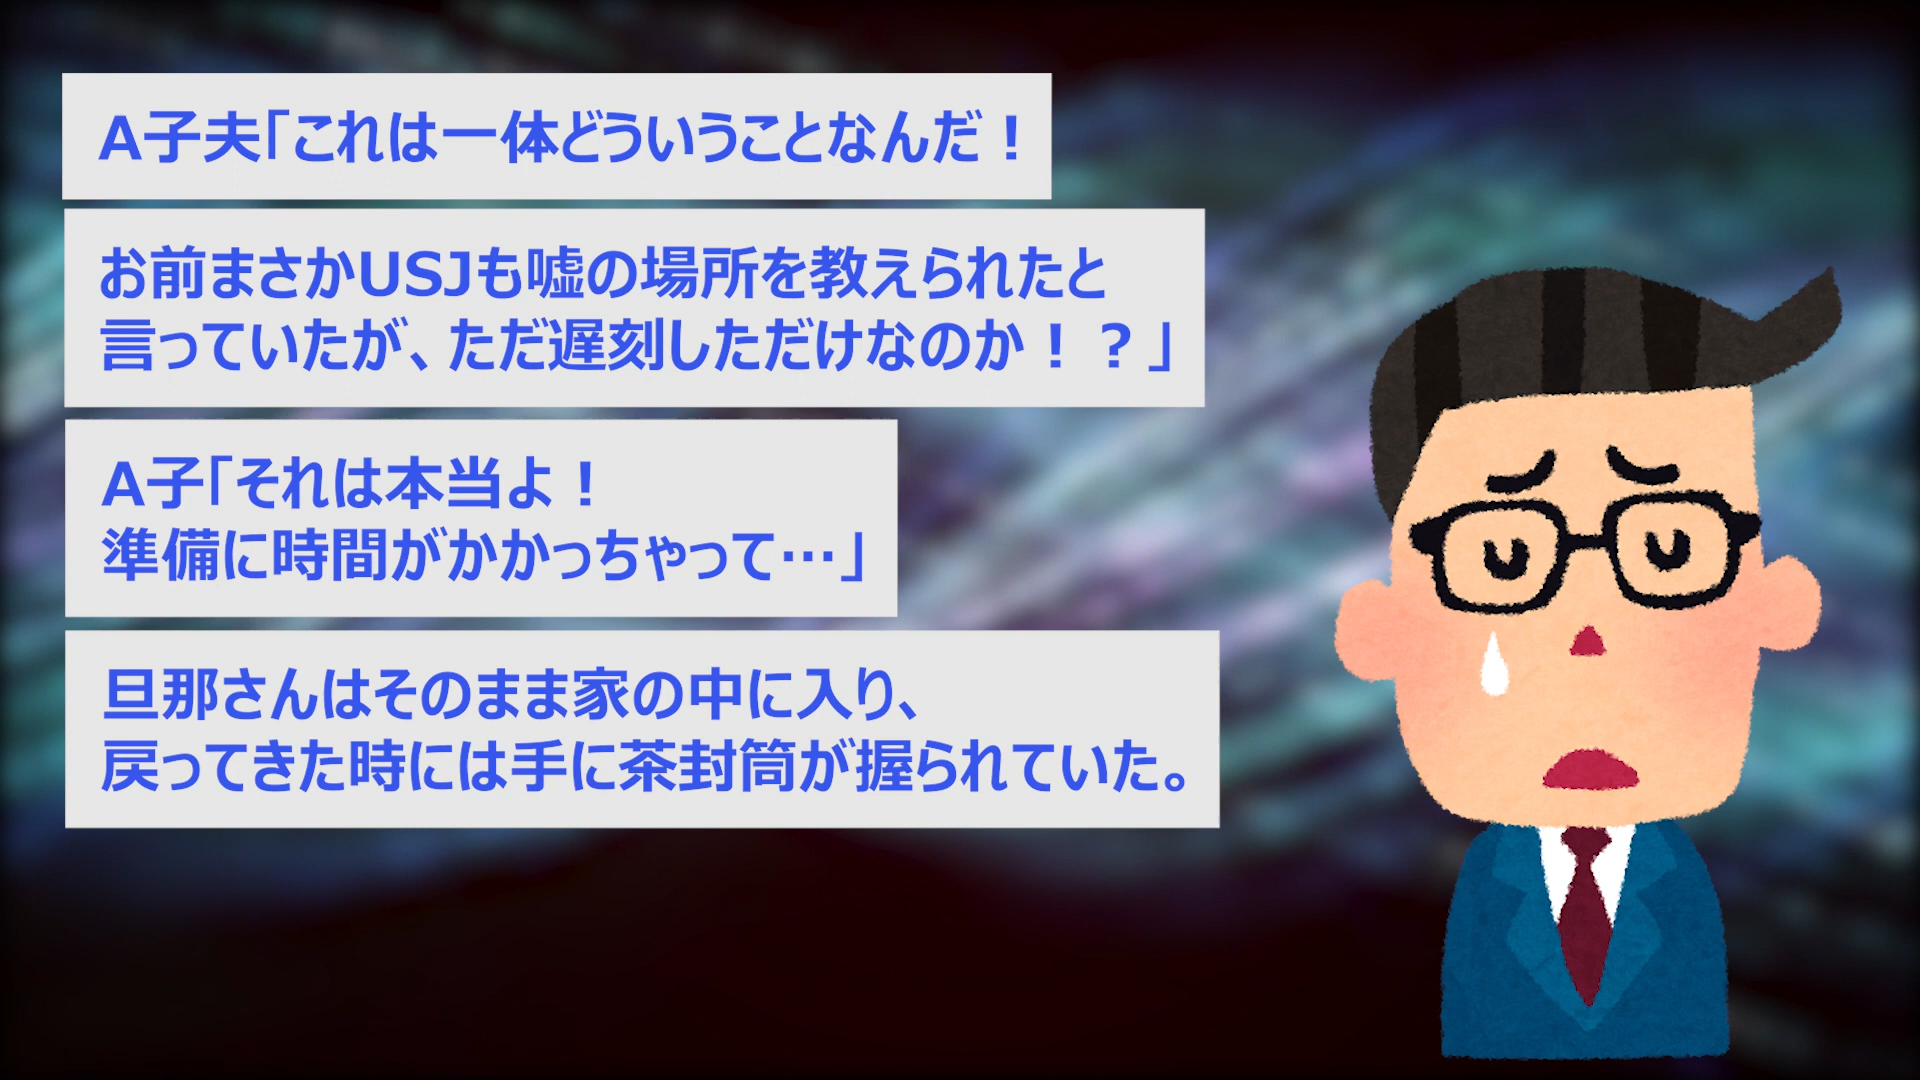 A子夫「これは一体どういうことなんだ！
お前まさかUSJも嘘の場所を教えられたと
言っていたが、ただ遅刻しただけなのか！？」
A子「それは本当よ！
準備に時間がかかっちゃって…」
旦那さんはそのまま家の中に入り、
戻ってきた時には手に茶封筒が握られていた。